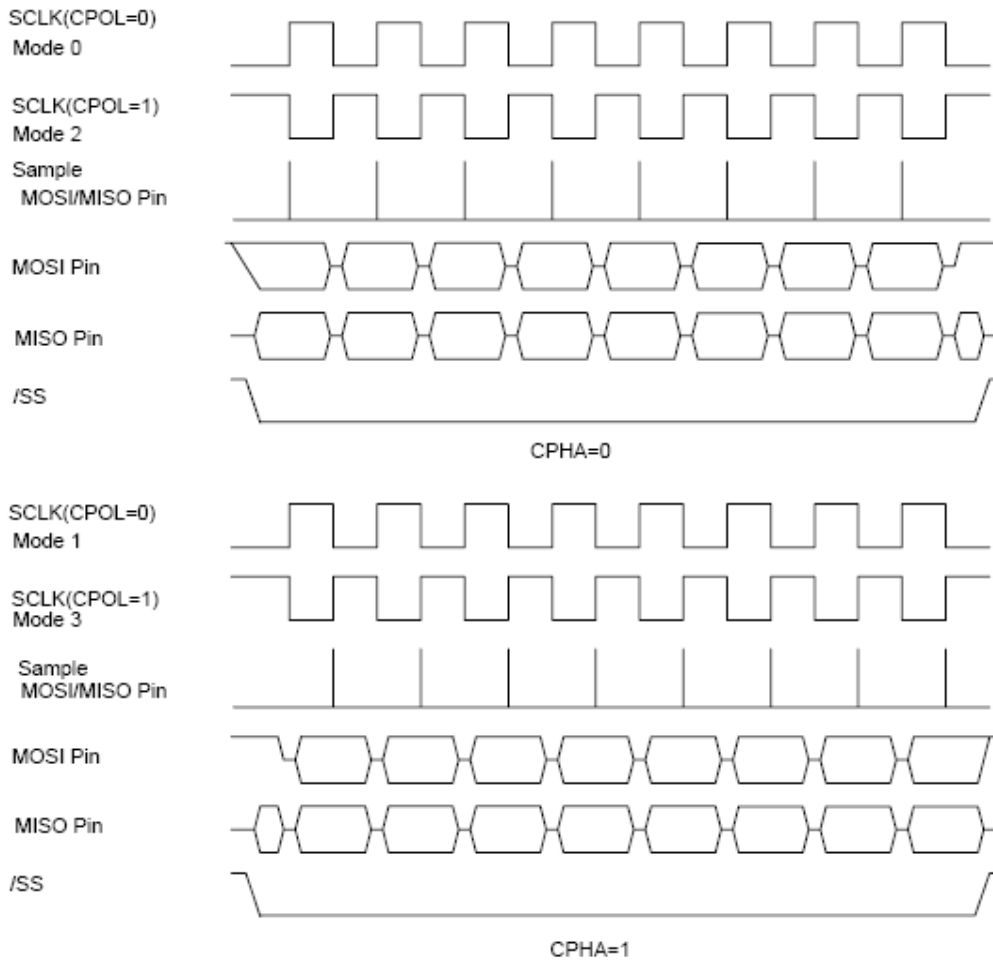 SCLK(CPOL=0)
Mode 0
SCLK(CPOL=1)
Mode 2
Sample
MOSI/MISO Pin
MOSI Pin
MISO Pin
/SS
CPHA=0
SCLK(CPOL=0)
Mode 1
SCLK(CPOL=1)
Mode 3
Sample
MOSI/MISO Pin
MOSI Pin
MISO Pin
/SS
CPHA=1